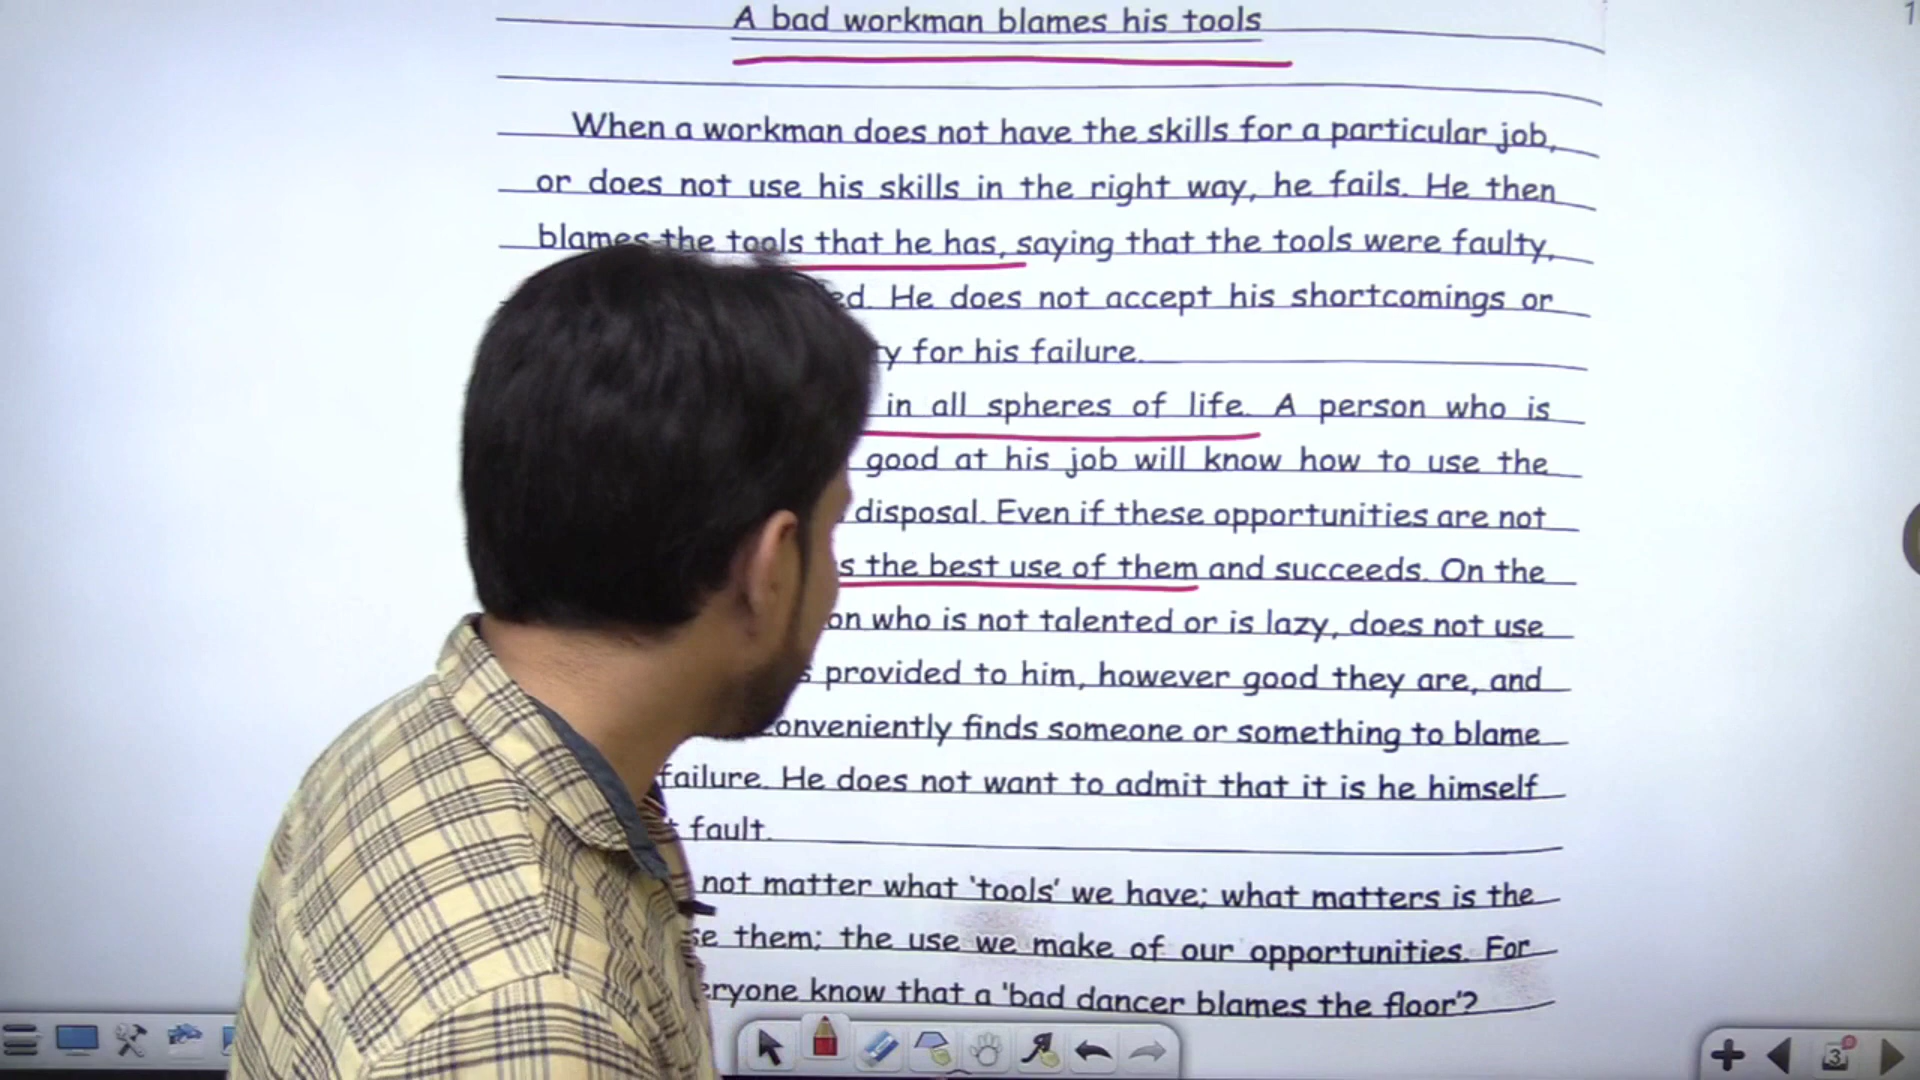 A bad workman blames his tools
When a workman does not have the skills for a particular job,
or does not use his skills in the right way, he fails. He then
blames the tools that he has, saying that the tools were faulty,
He does not accept his shortcomings or
for his failure.
in all spheres of life. A person who is
good at his job will know how to use the
disposal. Even if these opportunities are not
the best use of them and succeeds. On the
who is not talented or is lazy, does not use
provided to him, however good they are, and
conveniently finds someone or something to blame
failure. He does not want to admit that it is he himself
fault.
not matter what 'tools' we have; what matters is the
them; the use we make of our opportunities. For
everyone know that a 'bad dancer blames the floor'?
3